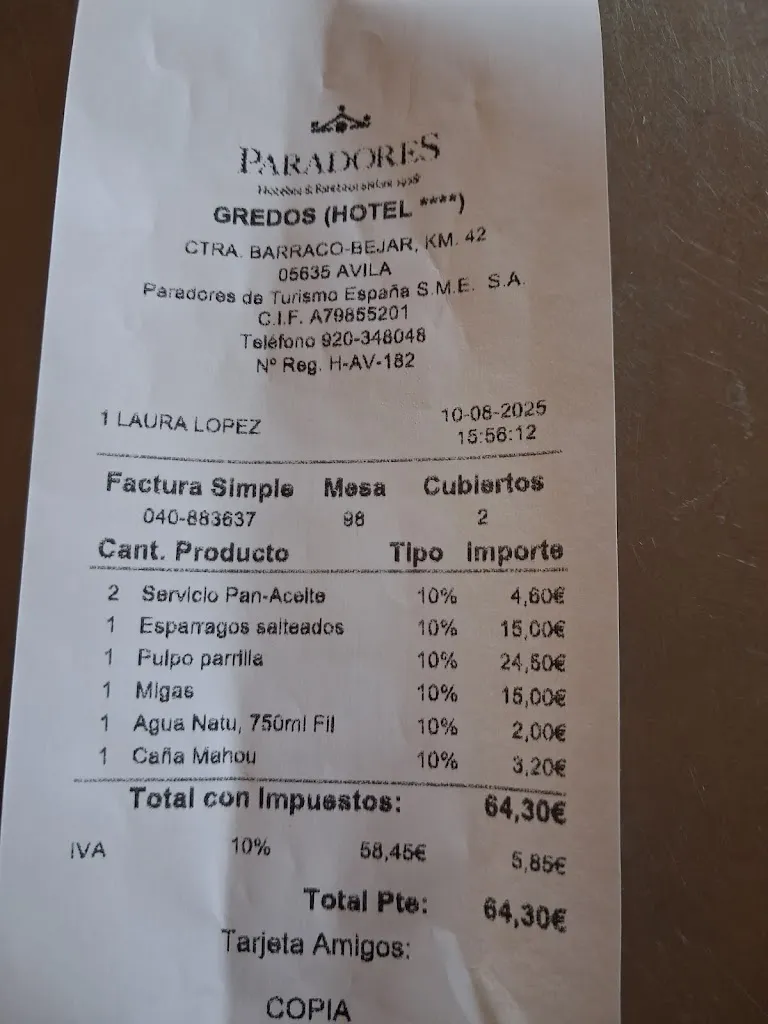 PARADORES
Hoteles & Restaurantes 1928
GREDOS (HOTEL ****)
CTRA. BARRACO-BEJAR, KM. 42
05635 AVILA
Paradores de Turismo España S.M.E. S.A.
C.I.F. A79855201
Teléfono 920-348048
Nº Reg. H-AV-182
1 LAURA LOPEZ 10-08-2025
15:56:12
Factura Simple Mesa Cubiertos
040-883637 98 2
Cant. Producto Tipo Importe
2 Servicio Pan-Aceite 10% 4,60€
1 Esparragos salteados 10% 15,00€
1 Pulpo parrilla 10% 24,50€
1 Migas 10% 15,00€
1 Agua Natu, 750ml Fil 10% 2,00€
1 Caña Mahou 10% 3,20€
Total con Impuestos: 64,30€
IVA 10% 58,45€ 5,85€
Total Pte: 64,30€
Tarjeta Amigos:
COPIA